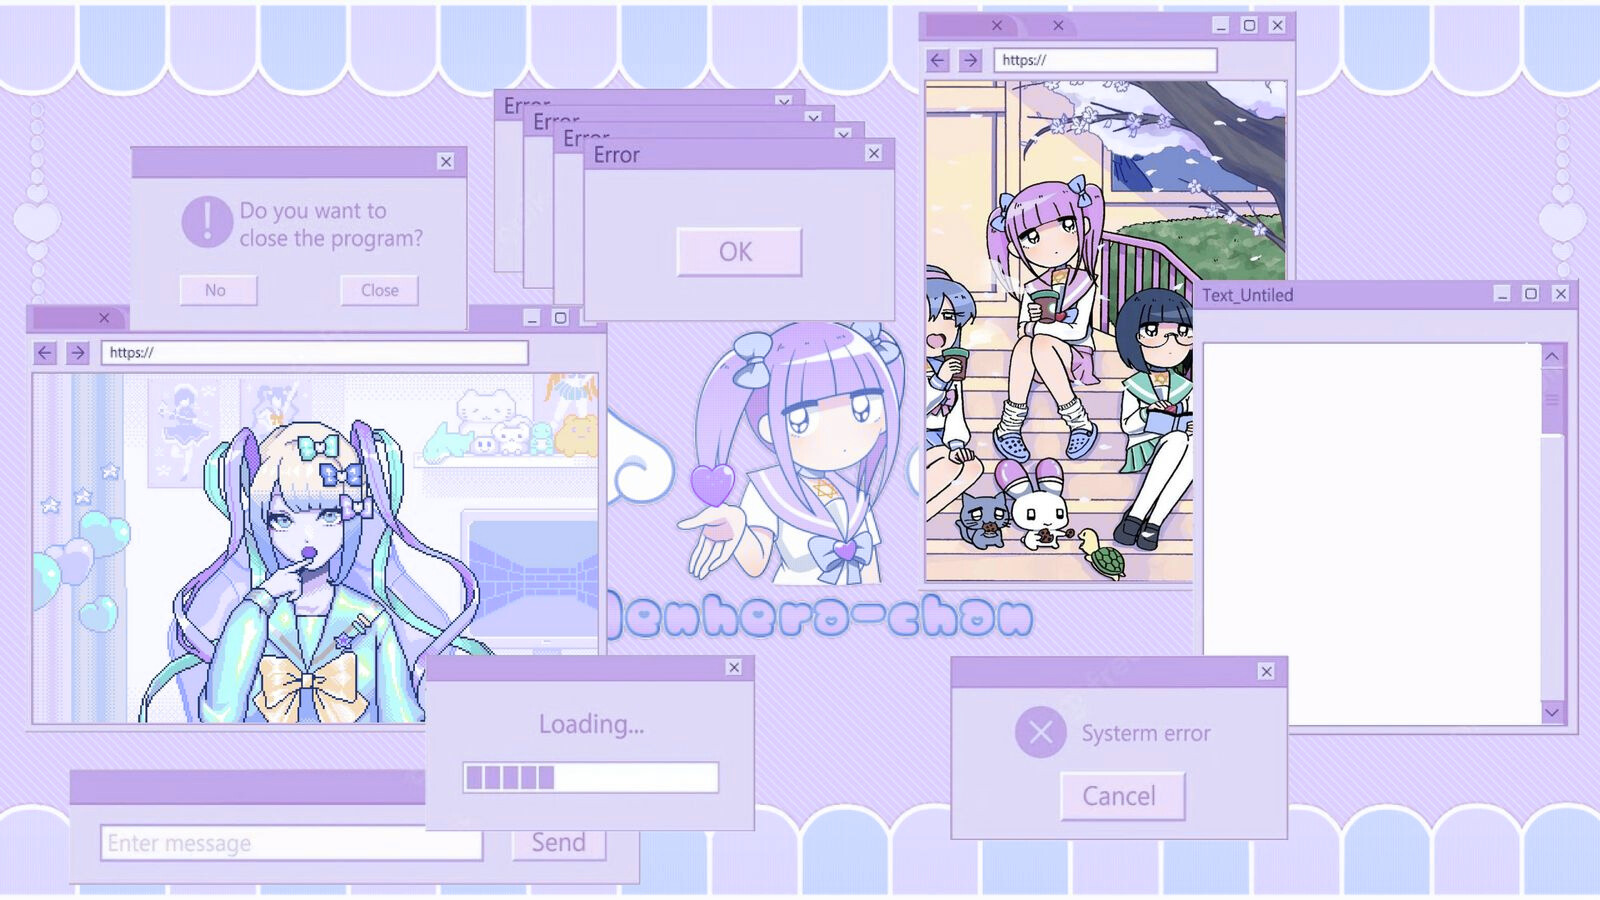 https://
Error
Error
Error
Error
OK
Do you want to
close the program?
No
Close
https://
Text_Untiled
Menhera-chan
Loading...
Systerm error
Cancel
Enter message
Send